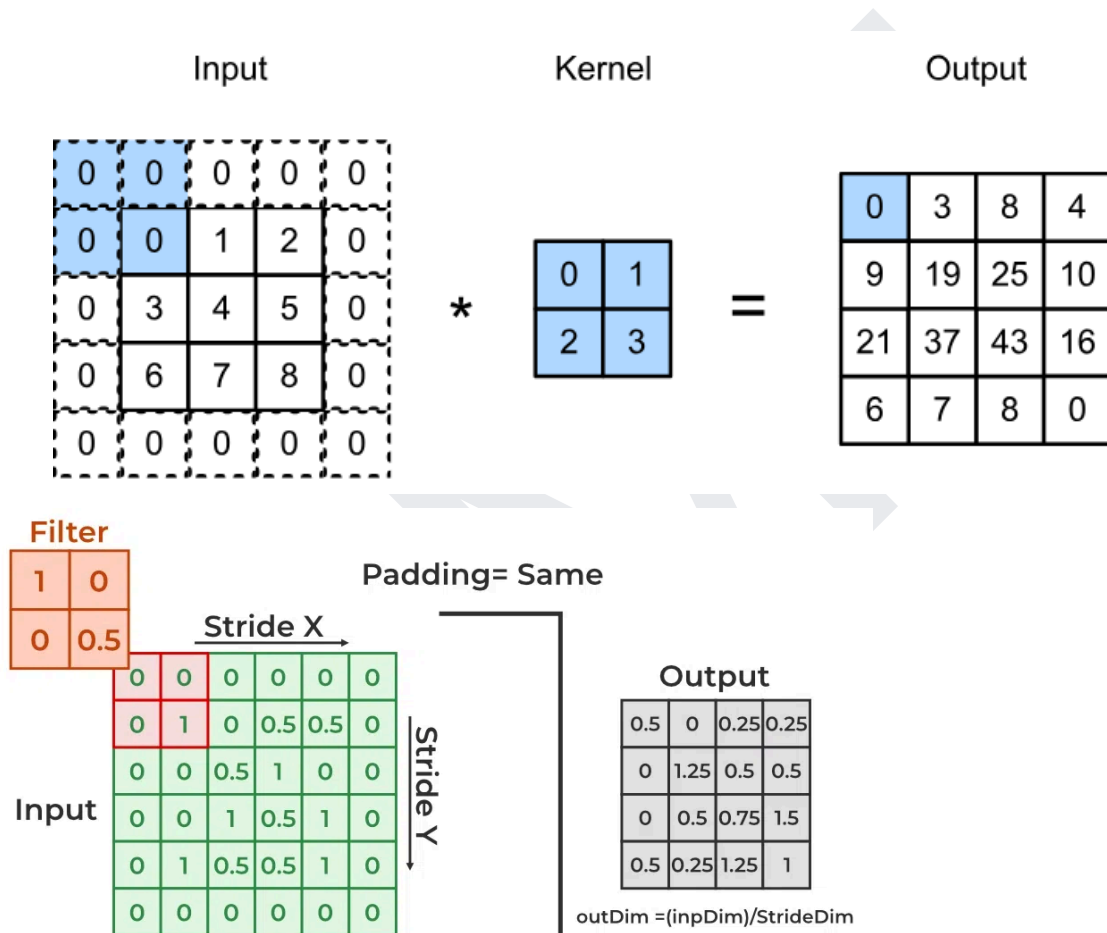 Input Kernel Output
0 0 0 0 0
0 0 1 2 0
0 3 4 5 0
0 6 7 8 0
0 0 0 0 0
*
0 1
2 3
=
0 3 8 4
9 19 25 10
21 37 43 16
6 7 8 0
Filter
1 0
0 0.5
Padding= Same
Stride X
Stride Y
Input
0 0 0 0 0 0
0 1 0 0.5 0.5 0
0 0 0.5 1 0 0
0 0 1 0.5 1 0
0 1 0.5 0.5 1 0
0 0 0 0 0 0
Output
0.5 0 0.25 0.25
0 1.25 0.5 0.5
0 0.5 0.75 1.5
0.5 0.25 1.25 1
outDim =(inpDim)/StrideDim